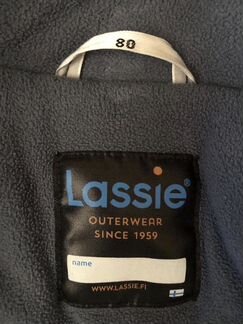 80
Lassie®
OUTERWEAR
SINCE 1959
name
WWW.LASSIE.FI